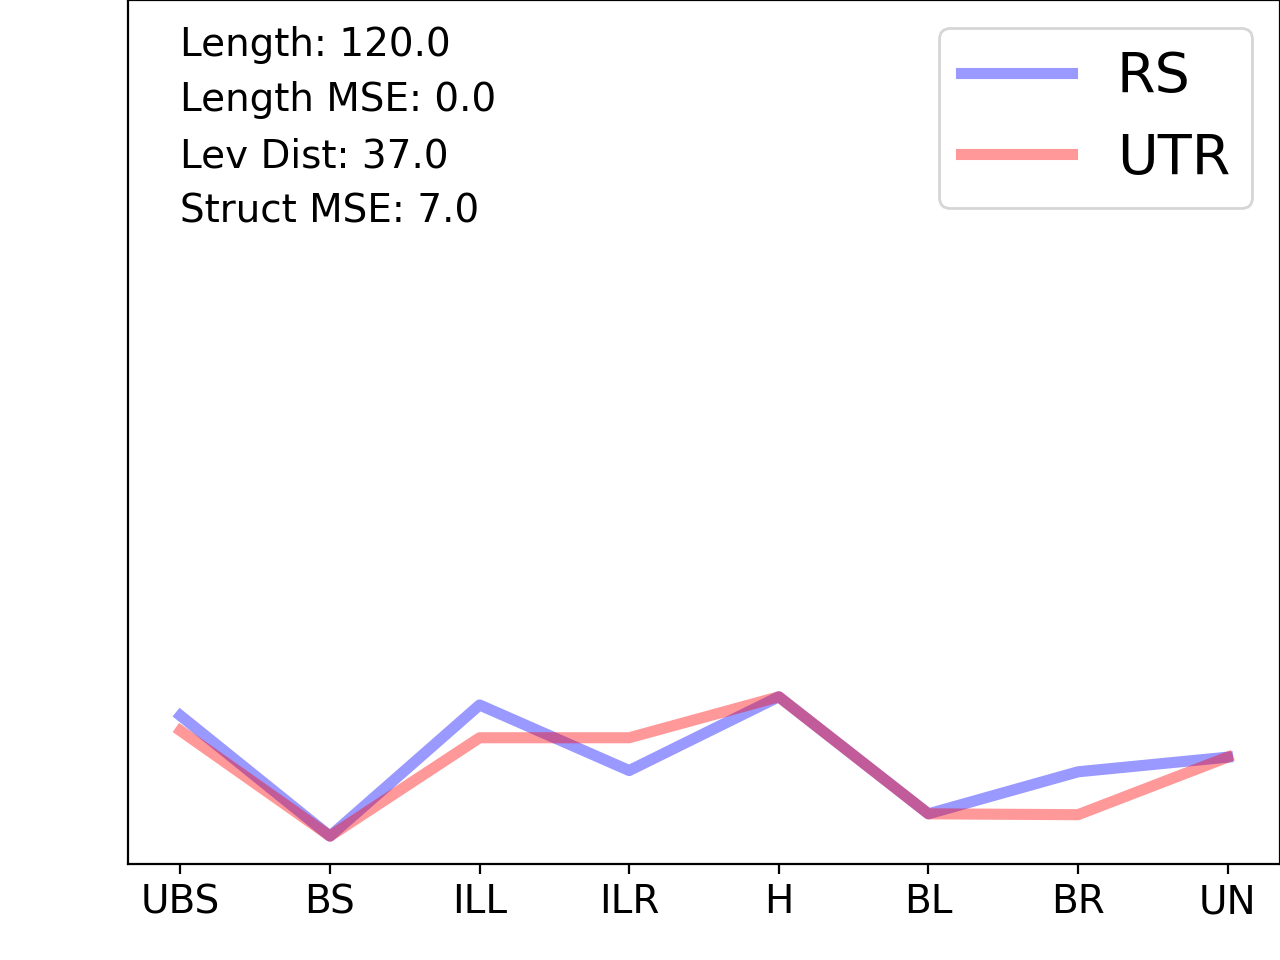 Length: 120.0
Length MSE: 0.0
Lev Dist: 37.0
Struct MSE: 7.0
RS
UTR
UBS BS ILL ILR H BL BR UN